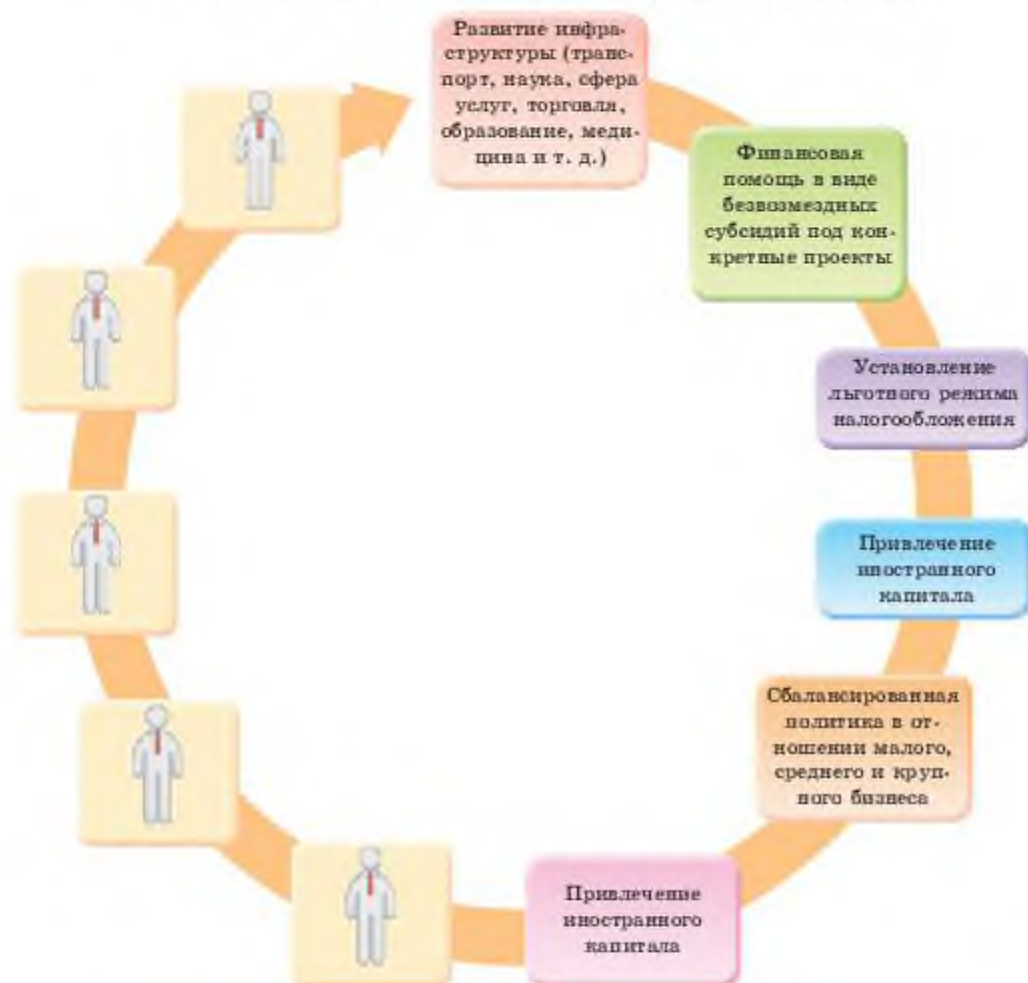 Развитие инфра-
структуры (транс-
порт, наука, сфера
услуг, торговля,
образование, меди-
цина и т. д.)
Финансовая
помощь в виде
безвозмездных
субсидий под кон-
кретные проекты
Установление
льготного режима
налогообложения
Привлечение
иностранного
капитала
Сбалансированная
политика в от-
ношении малого,
среднего и круп-
ного бизнеса
Привлечение
иностранного
капитала